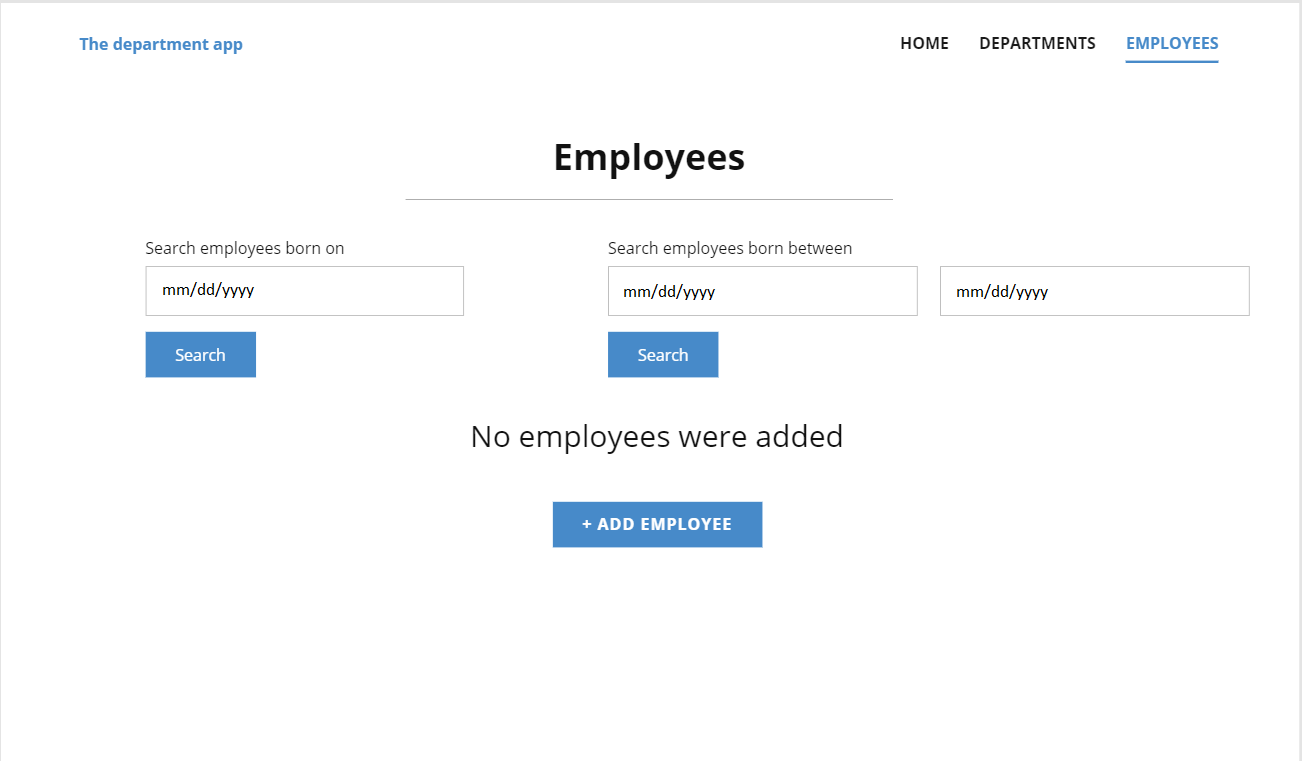 The department app
HOME DEPARTMENTS EMPLOYEES
Employees
Search employees born on
mm/dd/yyyy
Search
Search employees born between
mm/dd/yyyy mm/dd/yyyy
Search
No employees were added
+ ADD EMPLOYEE